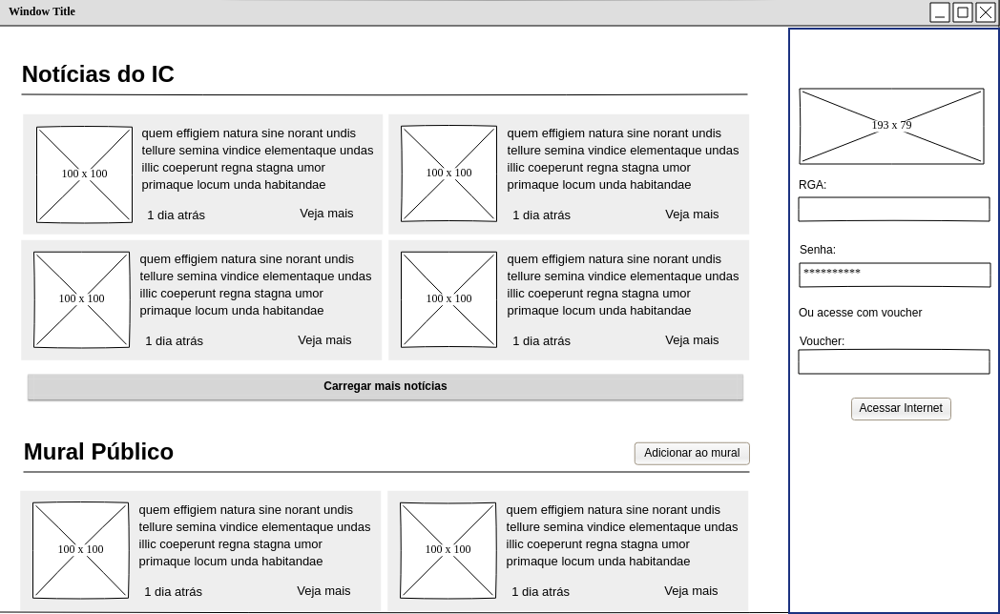 Window Title
Notícias do IC
100 x 100
quem effigiem natura sine norant undis
tellure semina vindice elementaque undas
illic coeperunt regna stagna umor
primaque locum unda habitandae
1 dia atrás
Veja mais
100 x 100
quem effigiem natura sine norant undis
tellure semina vindice elementaque undas
illic coeperunt regna stagna umor
primaque locum unda habitandae
1 dia atrás
Veja mais
100 x 100
quem effigiem natura sine norant undis
tellure semina vindice elementaque undas
illic coeperunt regna stagna umor
primaque locum unda habitandae
1 dia atrás
Veja mais
100 x 100
quem effigiem natura sine norant undis
tellure semina vindice elementaque undas
illic coeperunt regna stagna umor
primaque locum unda habitandae
1 dia atrás
Veja mais
Carregar mais notícias
Mural Público
Adicionar ao mural
100 x 100
quem effigiem natura sine norant undis
tellure semina vindice elementaque undas
illic coeperunt regna stagna umor
primaque locum unda habitandae
1 dia atrás
Veja mais
100 x 100
quem effigiem natura sine norant undis
tellure semina vindice elementaque undas
illic coeperunt regna stagna umor
primaque locum unda habitandae
1 dia atrás
Veja mais
193 x 79
RGA:
Senha:
**********
Ou acesse com voucher
Voucher:
Acessar Internet